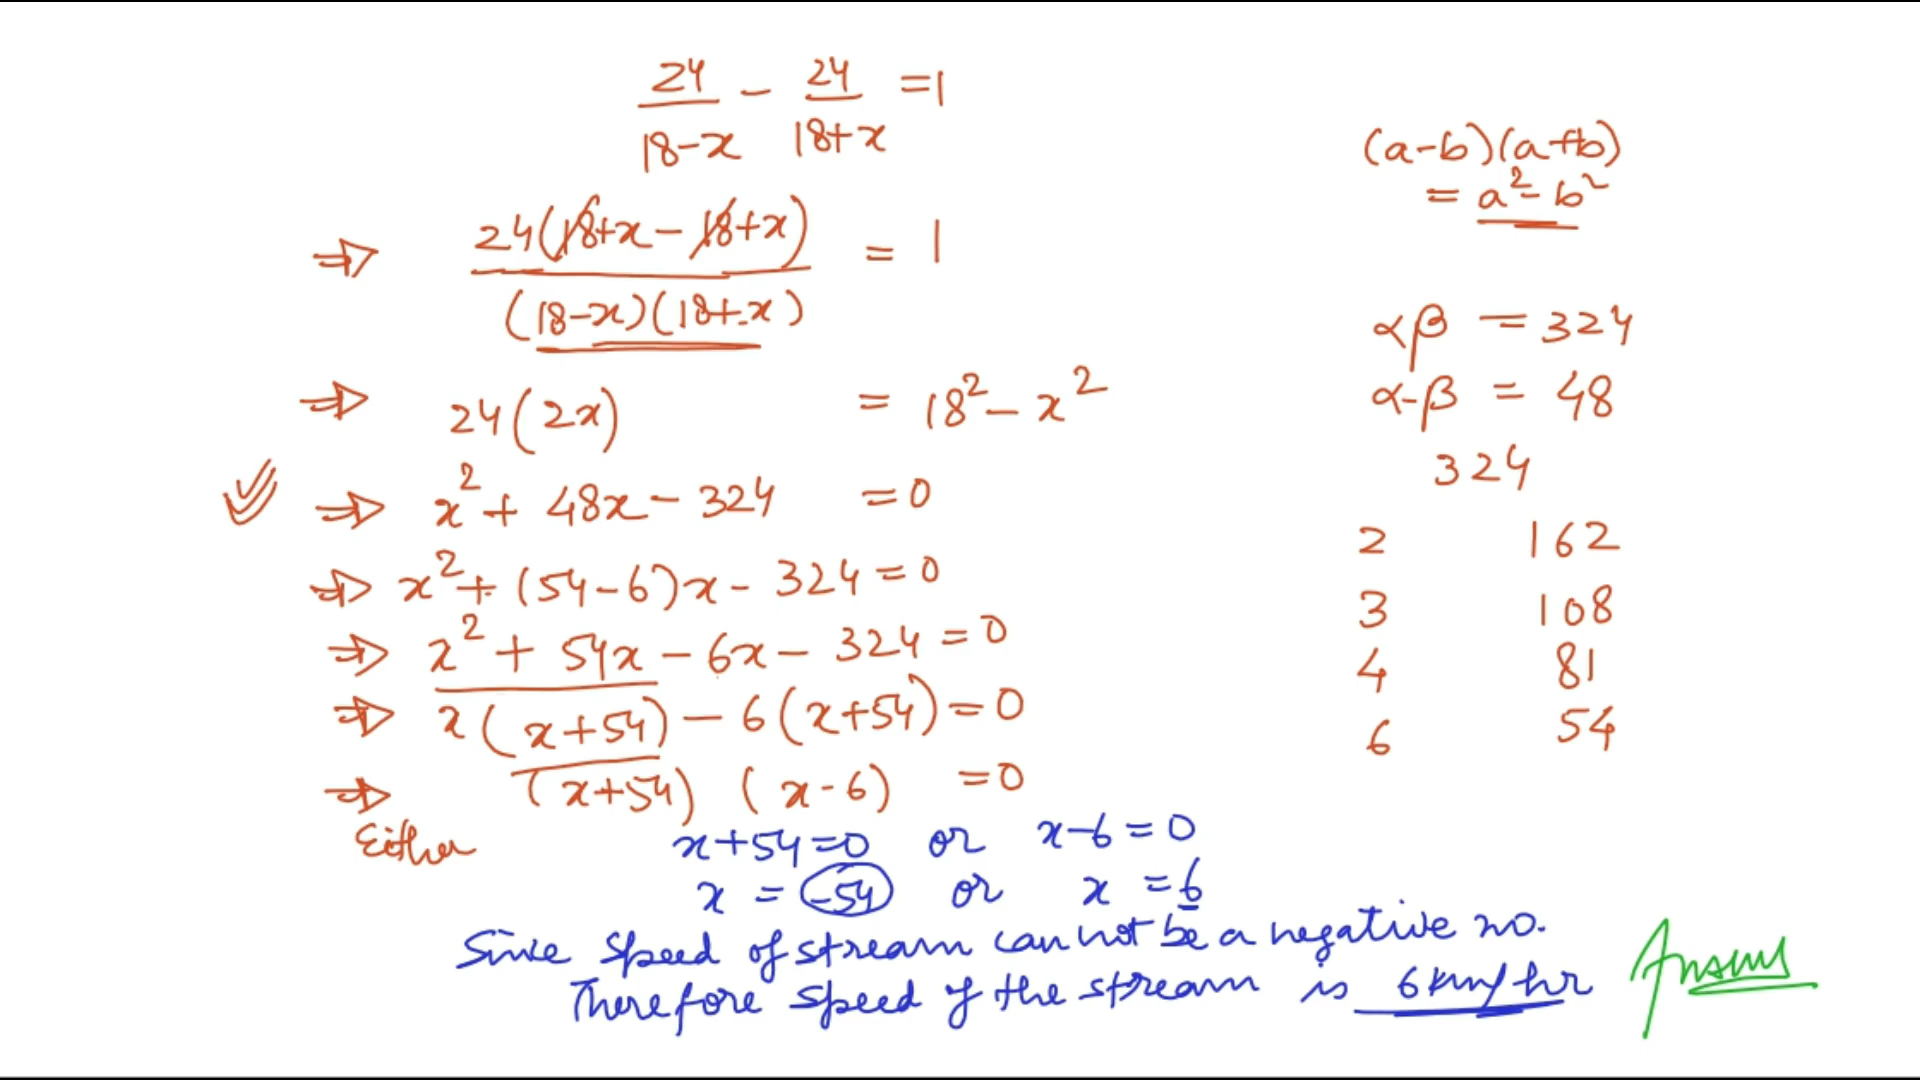 24/(18-x) - 24/(18+x) = 1
⇒ 24(18+x-18+x)/((18-x)(18+x)) = 1
⇒ 24(2x) = 18² - x²
⇒ x² + 48x - 324 = 0
⇒ x² + (54-6)x - 324 = 0
⇒ x² + 54x - 6x - 324 = 0
⇒ x(x+54) - 6(x+54) = 0
⇒ (x+54) (x-6) = 0
Either x+54=0 or x-6=0
x = -54 or x = 6
Since speed of stream can not be a negative no.
Therefore speed of the stream is 6 km/hr
Answer
(a-b)(a+b)
= a² - b²
αβ = 324
α-β = 48
324
2 162
3 108
4 81
6 54